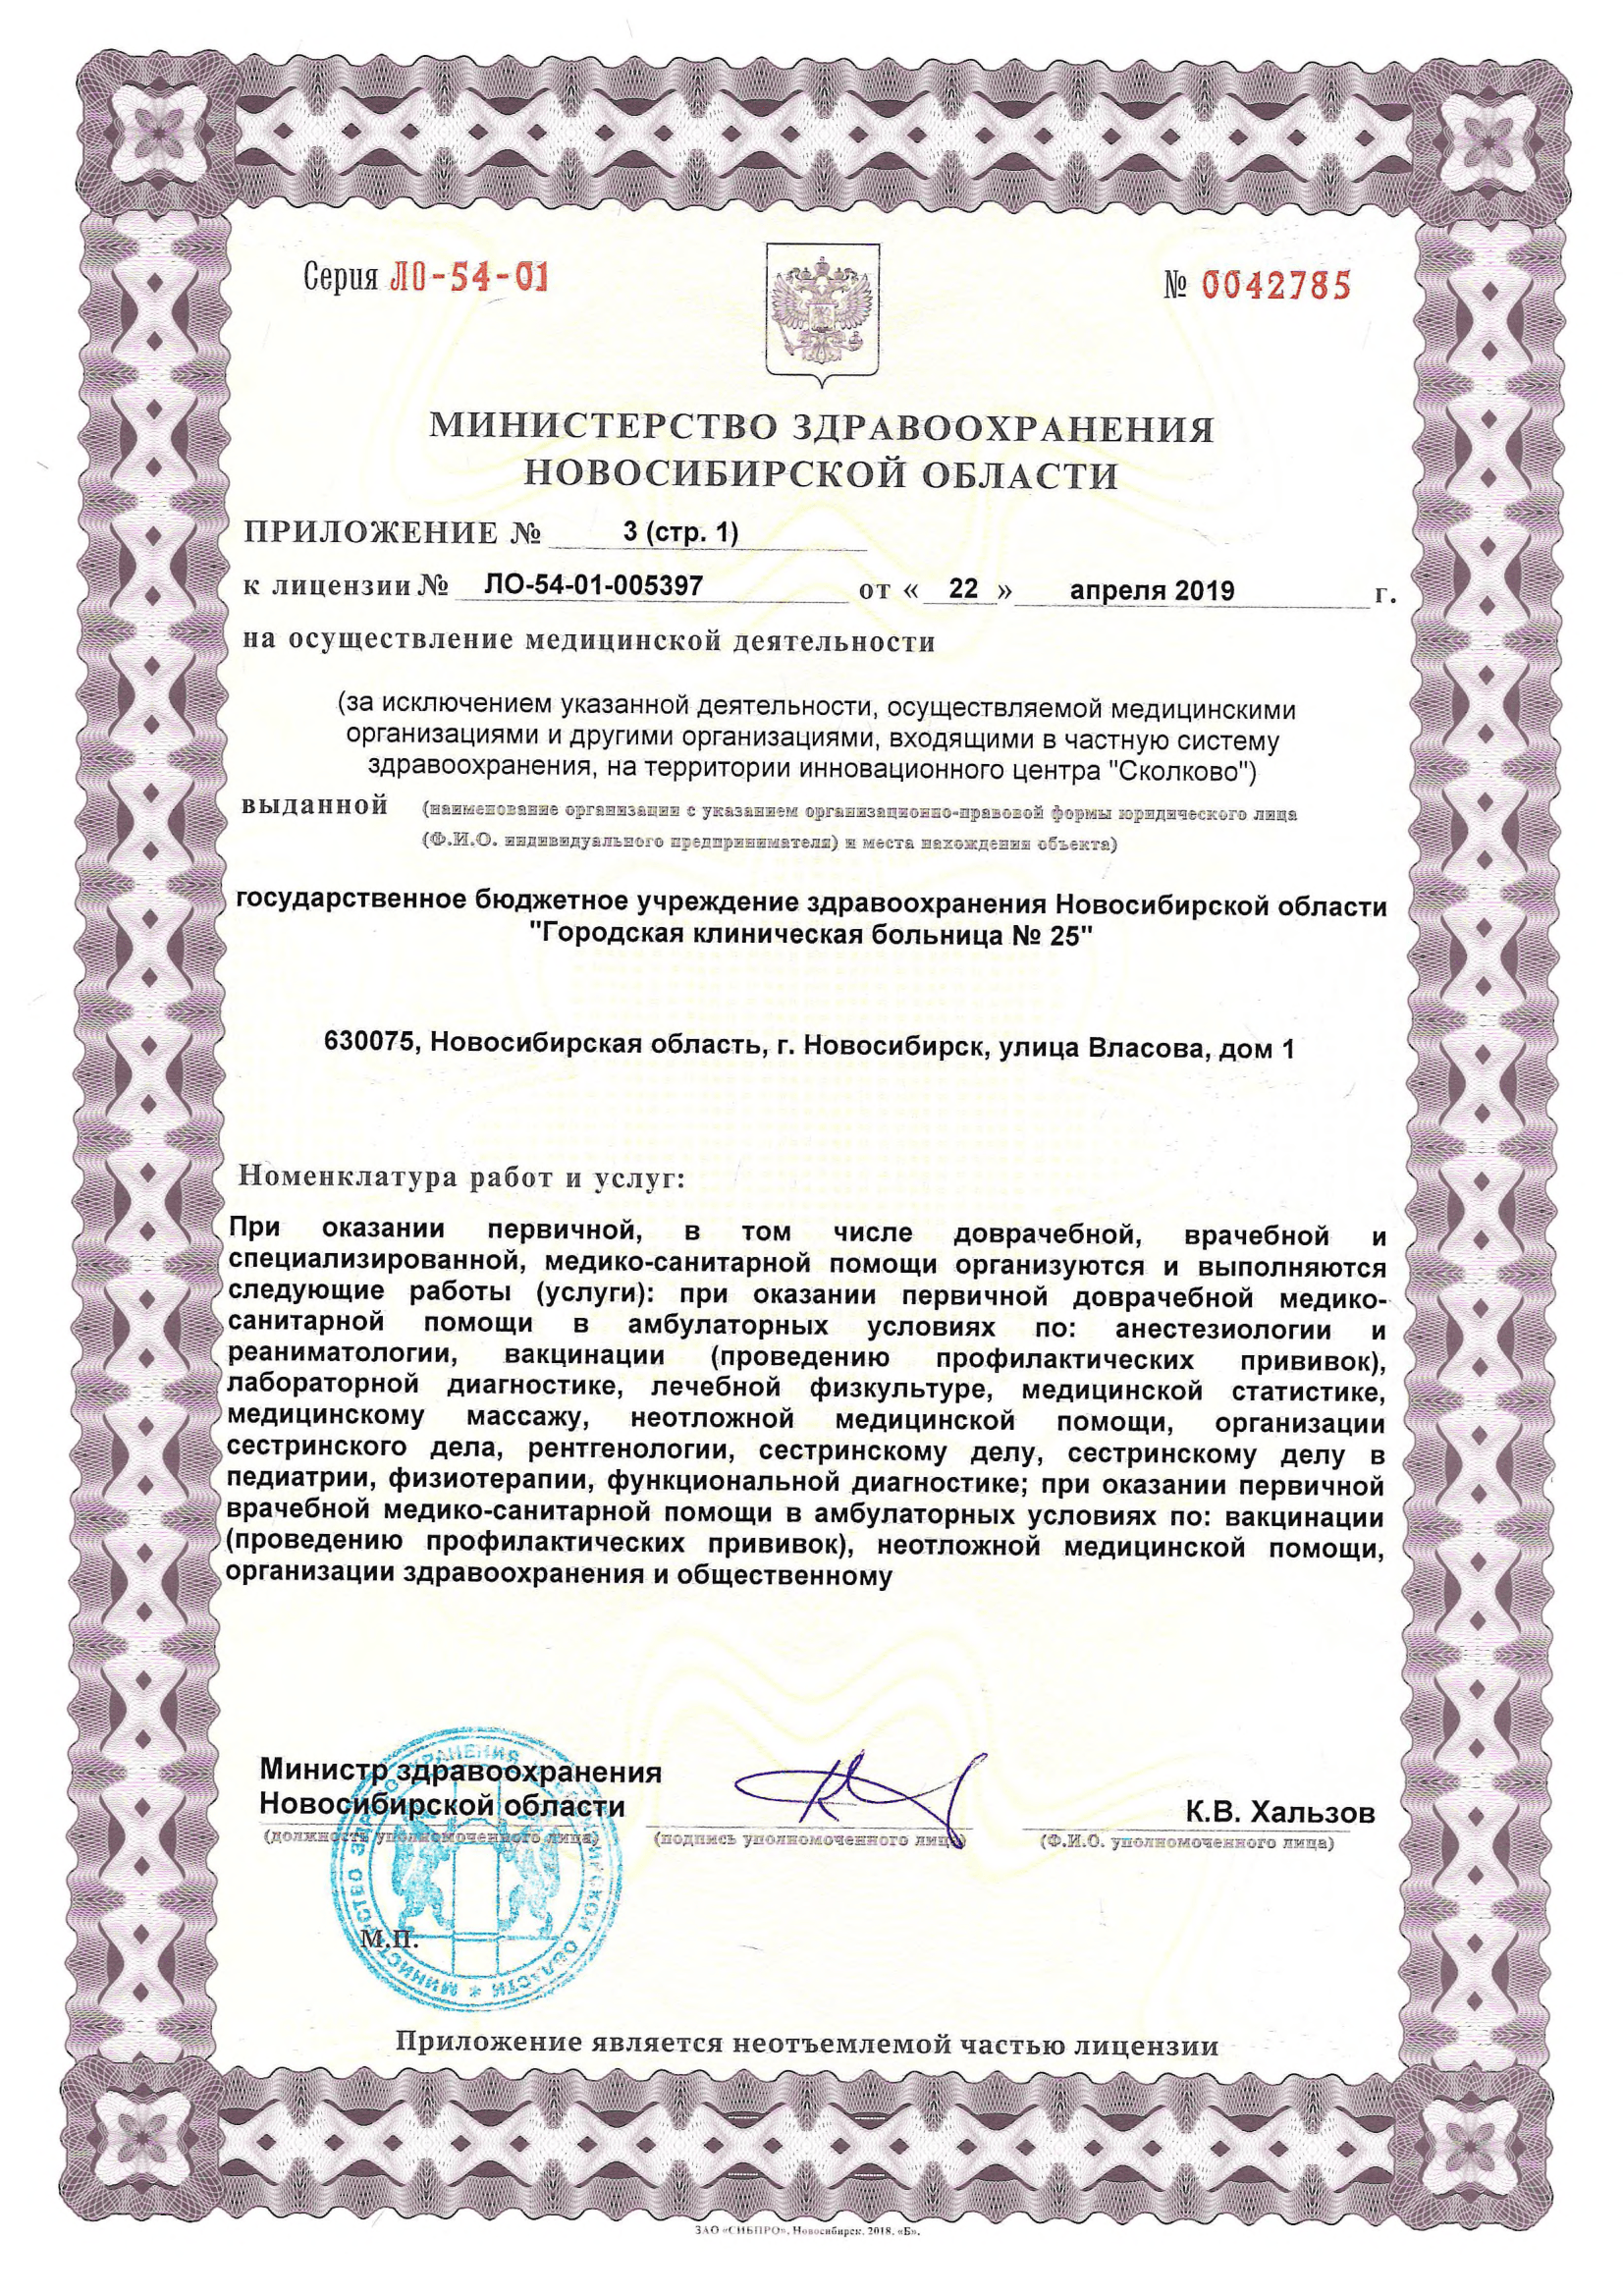 Серия ЛО-54-01
№ 0042785
МИНИСТЕРСТВО ЗДРАВООХРАНЕНИЯ
НОВОСИБИРСКОЙ ОБЛАСТИ
ПРИЛОЖЕНИЕ № 3 (стр. 1)
к лицензии № ЛО-54-01-005397 от « 22 » апреля 2019 г.
на осуществление медицинской деятельности
(за исключением указанной деятельности, осуществляемой медицинскими
организациями и другими организациями, входящими в частную систему
здравоохранения, на территории инновационного центра "Сколково")
выданной (наименование организации с указанием организационно-правовой формы юридического лица
(Ф.И.О. индивидуального предпринимателя) и места нахождения объекта)
государственное бюджетное учреждение здравоохранения Новосибирской области
"Городская клиническая больница № 25"
630075, Новосибирская область, г. Новосибирск, улица Власова, дом 1
Номенклатура работ и услуг:
При оказании первичной, в том числе доврачебной, врачебной и
специализированной, медико-санитарной помощи организуются и выполняются
следующие работы (услуги): при оказании первичной доврачебной медико-
санитарной помощи в амбулаторных условиях по: анестезиологии и
реаниматологии, вакцинации (проведению профилактических прививок),
лабораторной диагностике, лечебной физкультуре, медицинской статистике,
медицинскому массажу, неотложной медицинской помощи, организации
сестринского дела, рентгенологии, сестринскому делу, сестринскому делу в
педиатрии, физиотерапии, функциональной диагностике; при оказании первичной
врачебной медико-санитарной помощи в амбулаторных условиях по: вакцинации
(проведению профилактических прививок), неотложной медицинской помощи,
организации здравоохранения и общественному
Министр здравоохранения
Новосибирской области
К.В. Хальзов
(должность уполномоченного лица)
(подпись уполномоченного лица)
(Ф.И.О. уполномоченного лица)
М.П.
МИНИСТЕРСТВО ЗДРАВООХРАНЕНИЯ НОВОСИБИРСКОЙ ОБЛАСТИ *
Приложение является неотъемлемой частью лицензии
ЗАО «СИБПРО», Новосибирск, 2018, «Б».